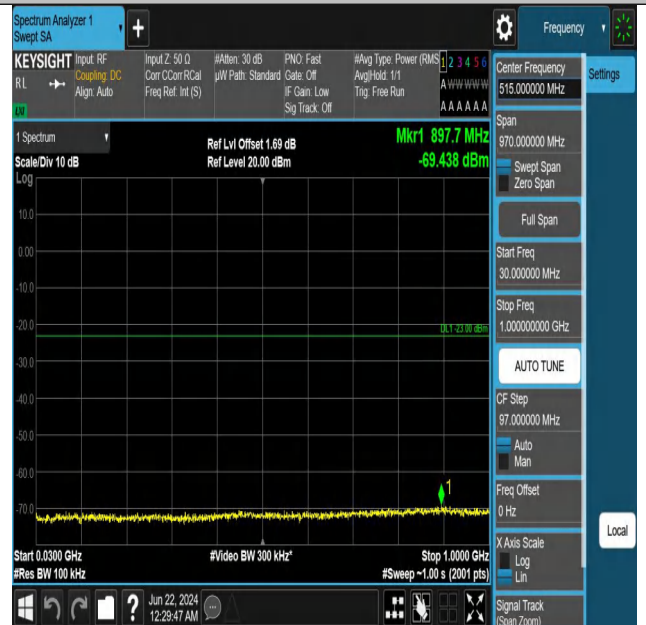 Spectrum Analyzer 1
Swept SA
Frequency
KEYSIGHT
RL
Input: RF
Coupling: DC
Align: Auto
Input Z: 50 Ω
Corr CCorr RCal
Freq Ref: Int (S)
#Atten: 30 dB
µW Path: Standard
PNO: Fast
Gate: Off
IF Gain: Low
Sig Track: Off
#Avg Type: Power (RMS
Avg|Hold: 1/1
Trig: Free Run
1 2 3 4 5 6
A W W W W W
A A A A A A
1 Spectrum
Scale/Div 10 dB
Log
Ref Lvl Offset 1.69 dB
Ref Level 20.00 dBm
Mkr1 897.7 MHz
-69.438 dBm
10.0
0.00
-10.0
-20.0
DL1 -23.00 dBm
-30.0
-40.0
-50.0
-60.0
1
-70.0
Start 0.0300 GHz
#Res BW 100 kHz
#Video BW 300 kHz*
Stop 1.0000 GHz
#Sweep ~1.00 s (2001 pts)
?
Jun 22, 2024
12:29:47 AM
Center Frequency
515.000000 MHz
Settings
Span
970.000000 MHz
Swept Span
Zero Span
Full Span
Start Freq
30.000000 MHz
Stop Freq
1.000000000 GHz
AUTO TUNE
CF Step
97.000000 MHz
Auto
Man
Freq Offset
0 Hz
Local
X Axis Scale
Log
Lin
Signal Track
(Span Zoom)